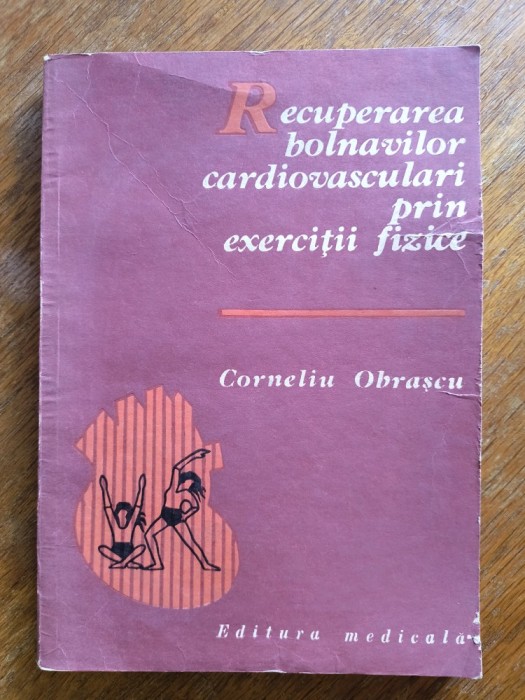 Recuperarea
bolnavilor
cardiovasculari
prin
exerciții fizice
Corneliu Obrașcu
Editura medicală